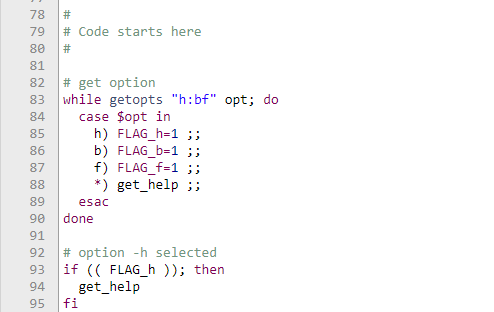 78 #
79 # Code starts here
80 #
81
82 # get option
83 while getopts "h:bf" opt; do
84   case $opt in
85     h) FLAG_h=1 ;;
86     b) FLAG_b=1 ;;
87     f) FLAG_f=1 ;;
88     *) get_help ;;
89   esac
90 done
91
92 # option -h selected
93 if (( FLAG_h )); then
94   get_help
95 fi